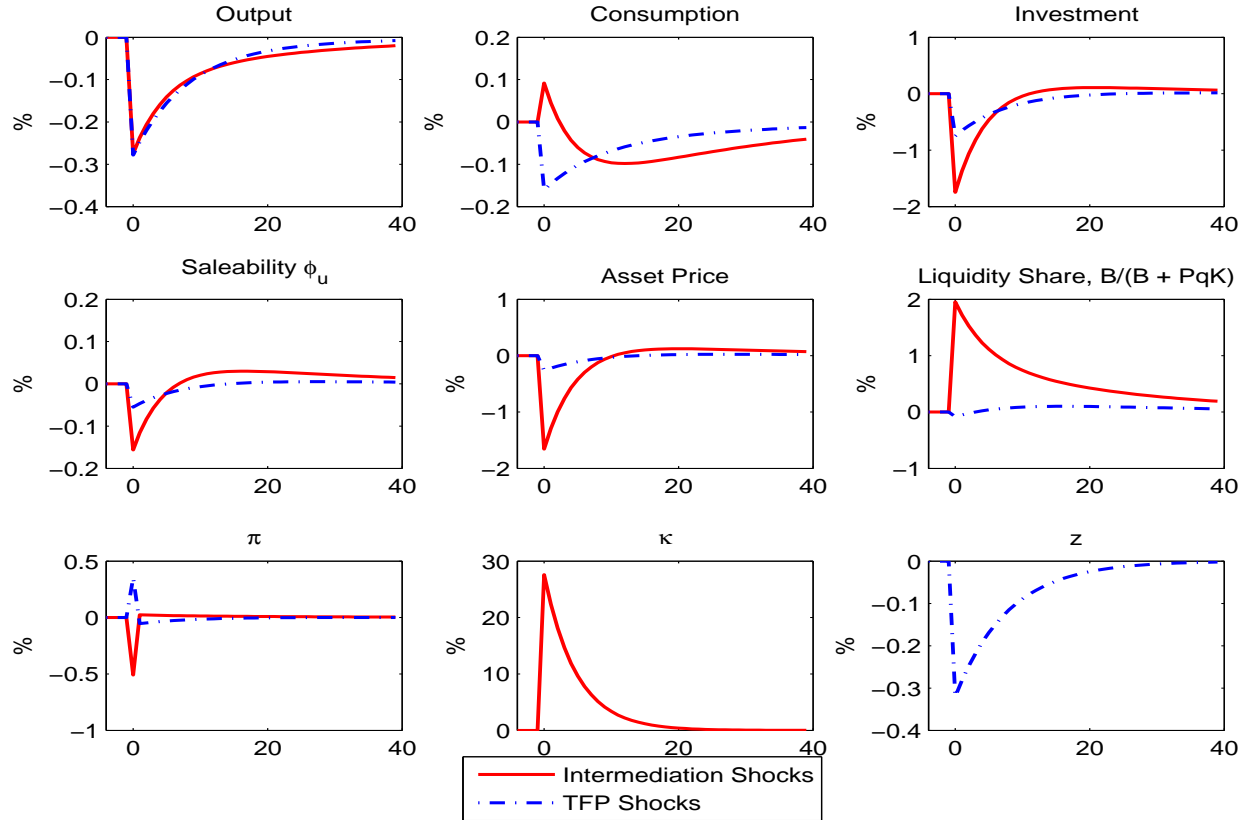 Output
0
−0.1
−0.2
−0.3
−0.4
%
0 20 40
Consumption
0.2
0.1
0
−0.1
−0.2
%
0 20 40
Investment
1
0
−1
−2
%
0 20 40
Saleability ϕu
0.2
0.1
0
−0.1
−0.2
%
0 20 40
Asset Price
1
0
−1
−2
%
0 20 40
Liquidity Share, B/(B + PqK)
2
1
0
−1
%
0 20 40
π
0.5
0
−0.5
−1
%
0 20 40
κ
30
20
10
0
%
0 20 40
z
0
−0.1
−0.2
−0.3
−0.4
%
0 20 40
Intermediation Shocks
TFP Shocks